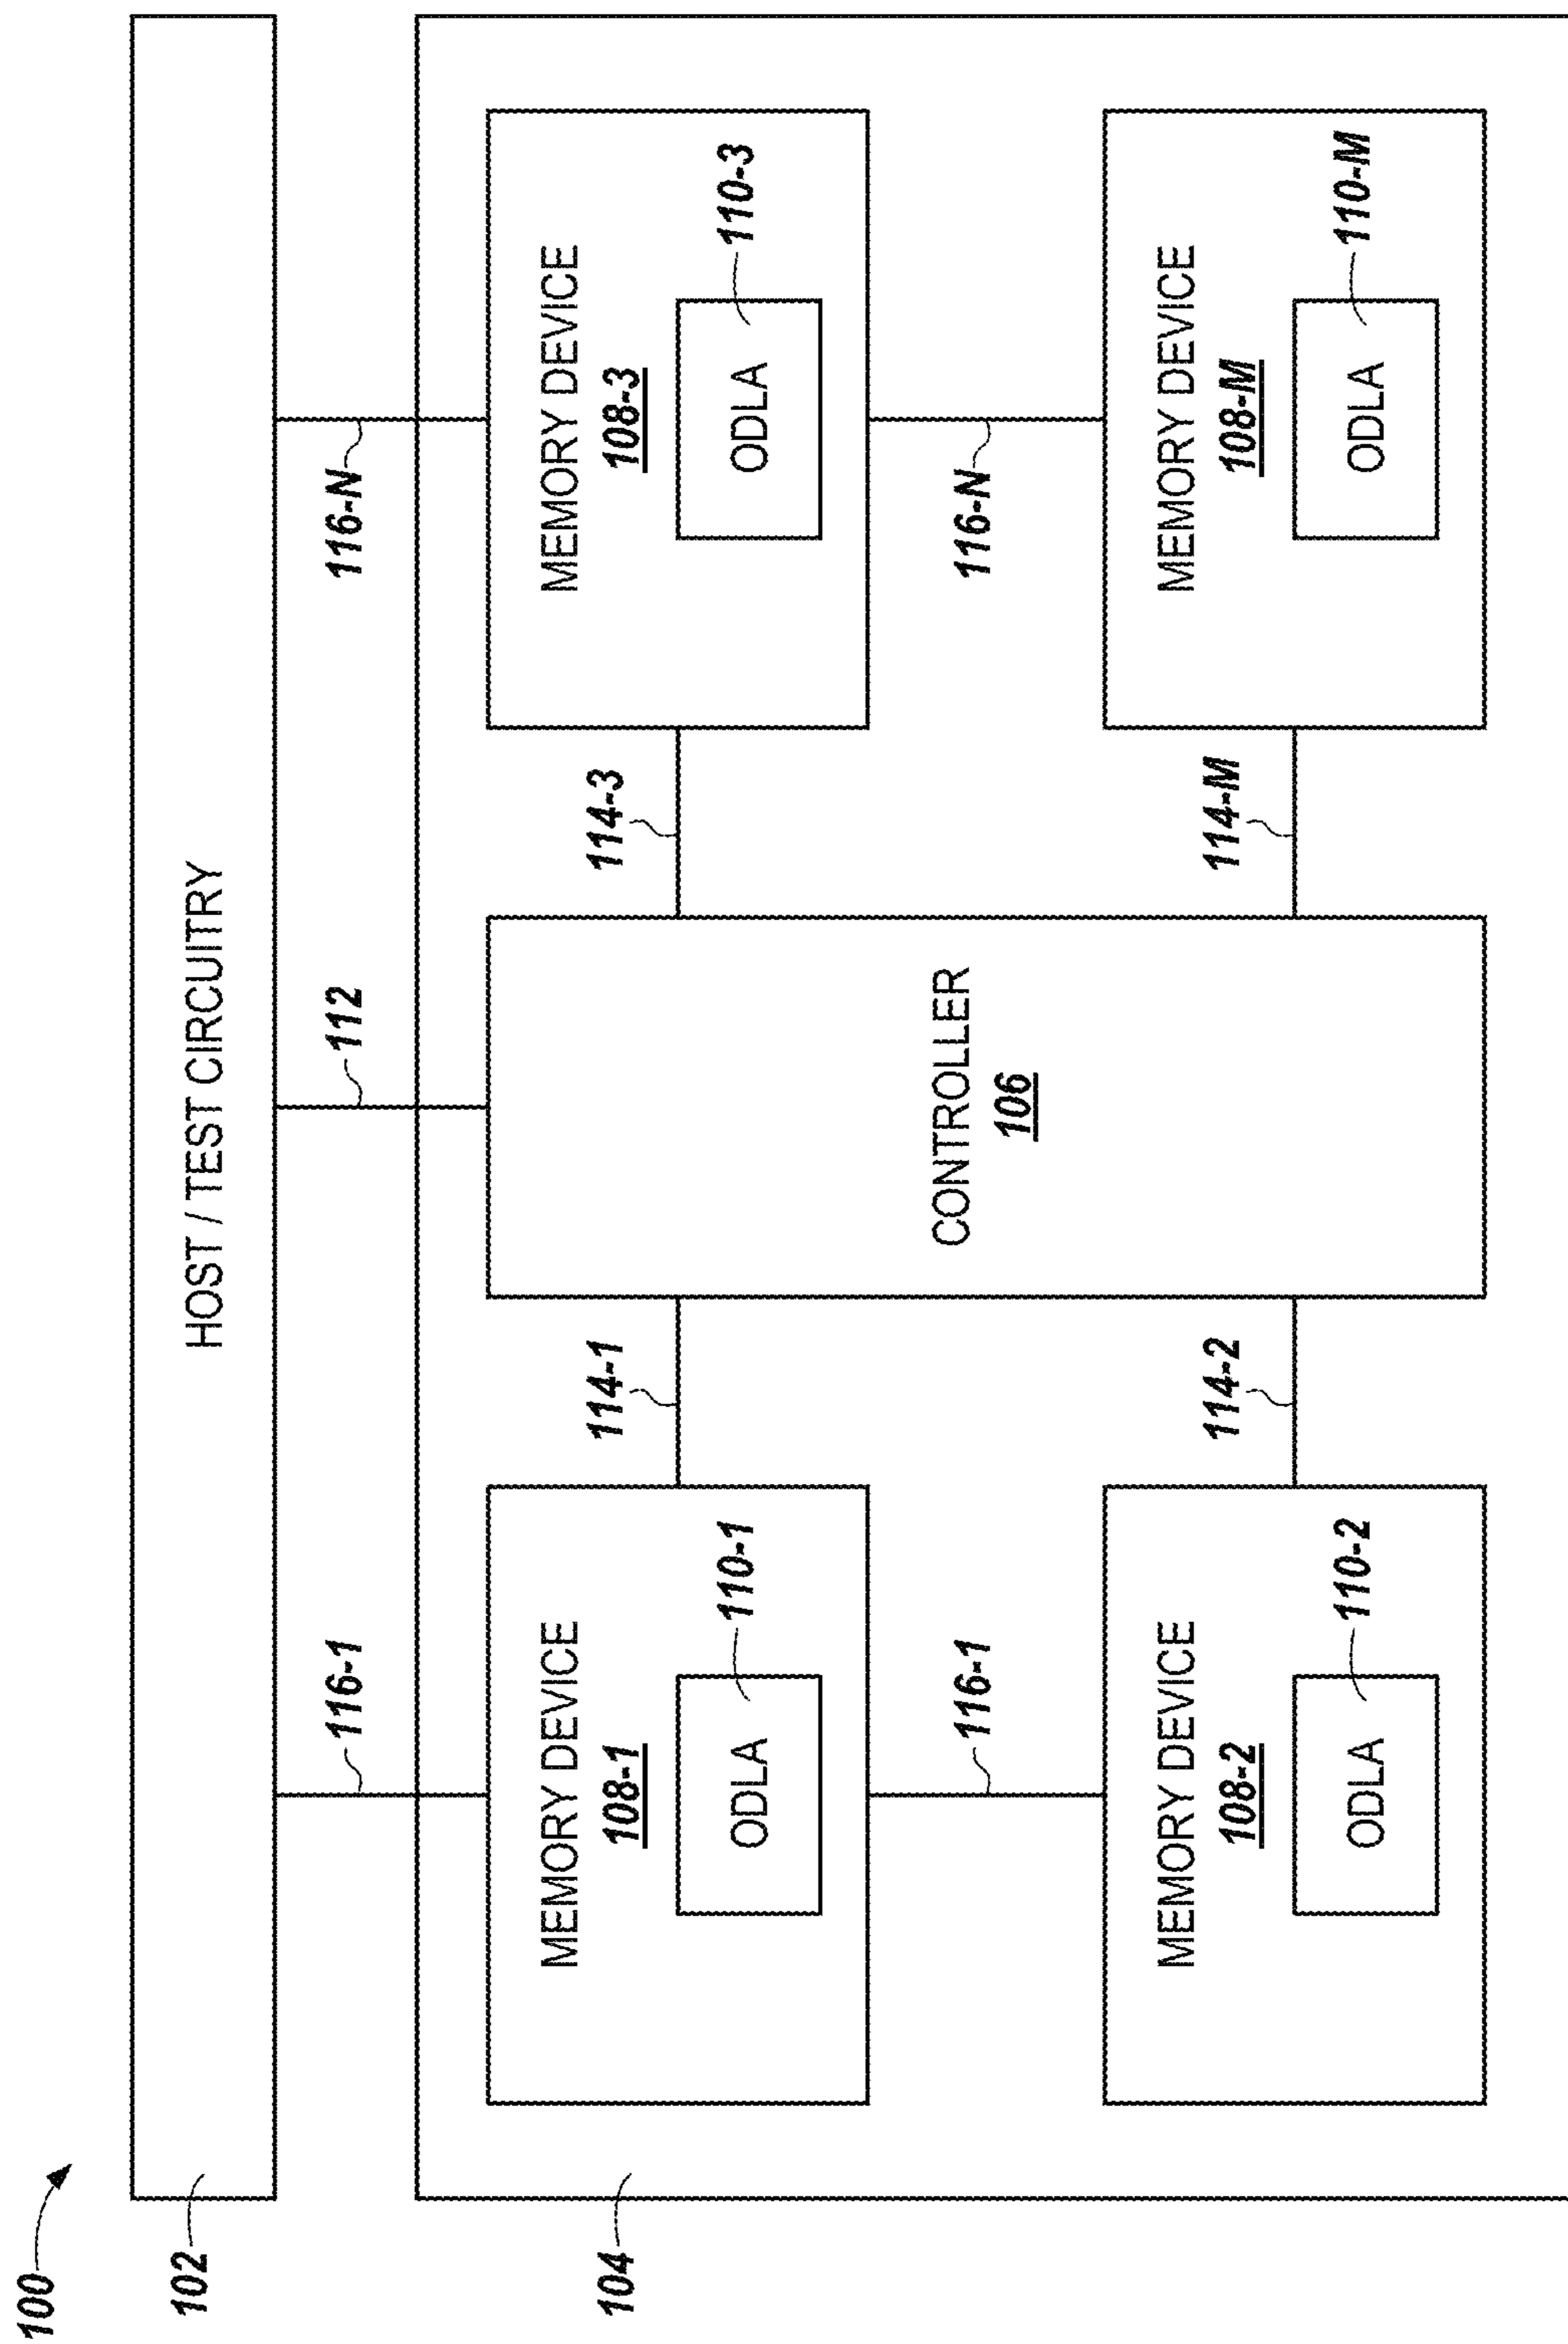 100
102
HOST / TEST CIRCUITRY
116-1
112
116-N
104
MEMORY DEVICE
108-1
ODLA
110-1
114-1
CONTROLLER
106
114-3
MEMORY DEVICE
108-3
ODLA
110-3
116-1
116-N
MEMORY DEVICE
108-2
ODLA
110-2
114-2
114-M
MEMORY DEVICE
108-M
ODLA
110-M